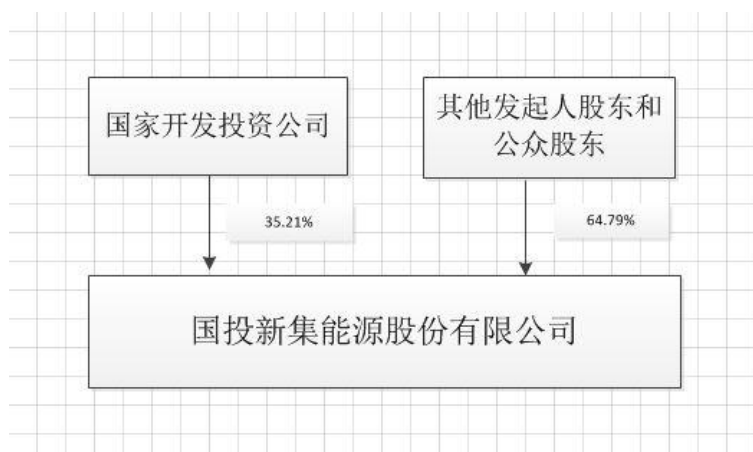 国家开发投资公司
其他发起人股东和
公众股东
35.21%
64.79%
国投新集能源股份有限公司